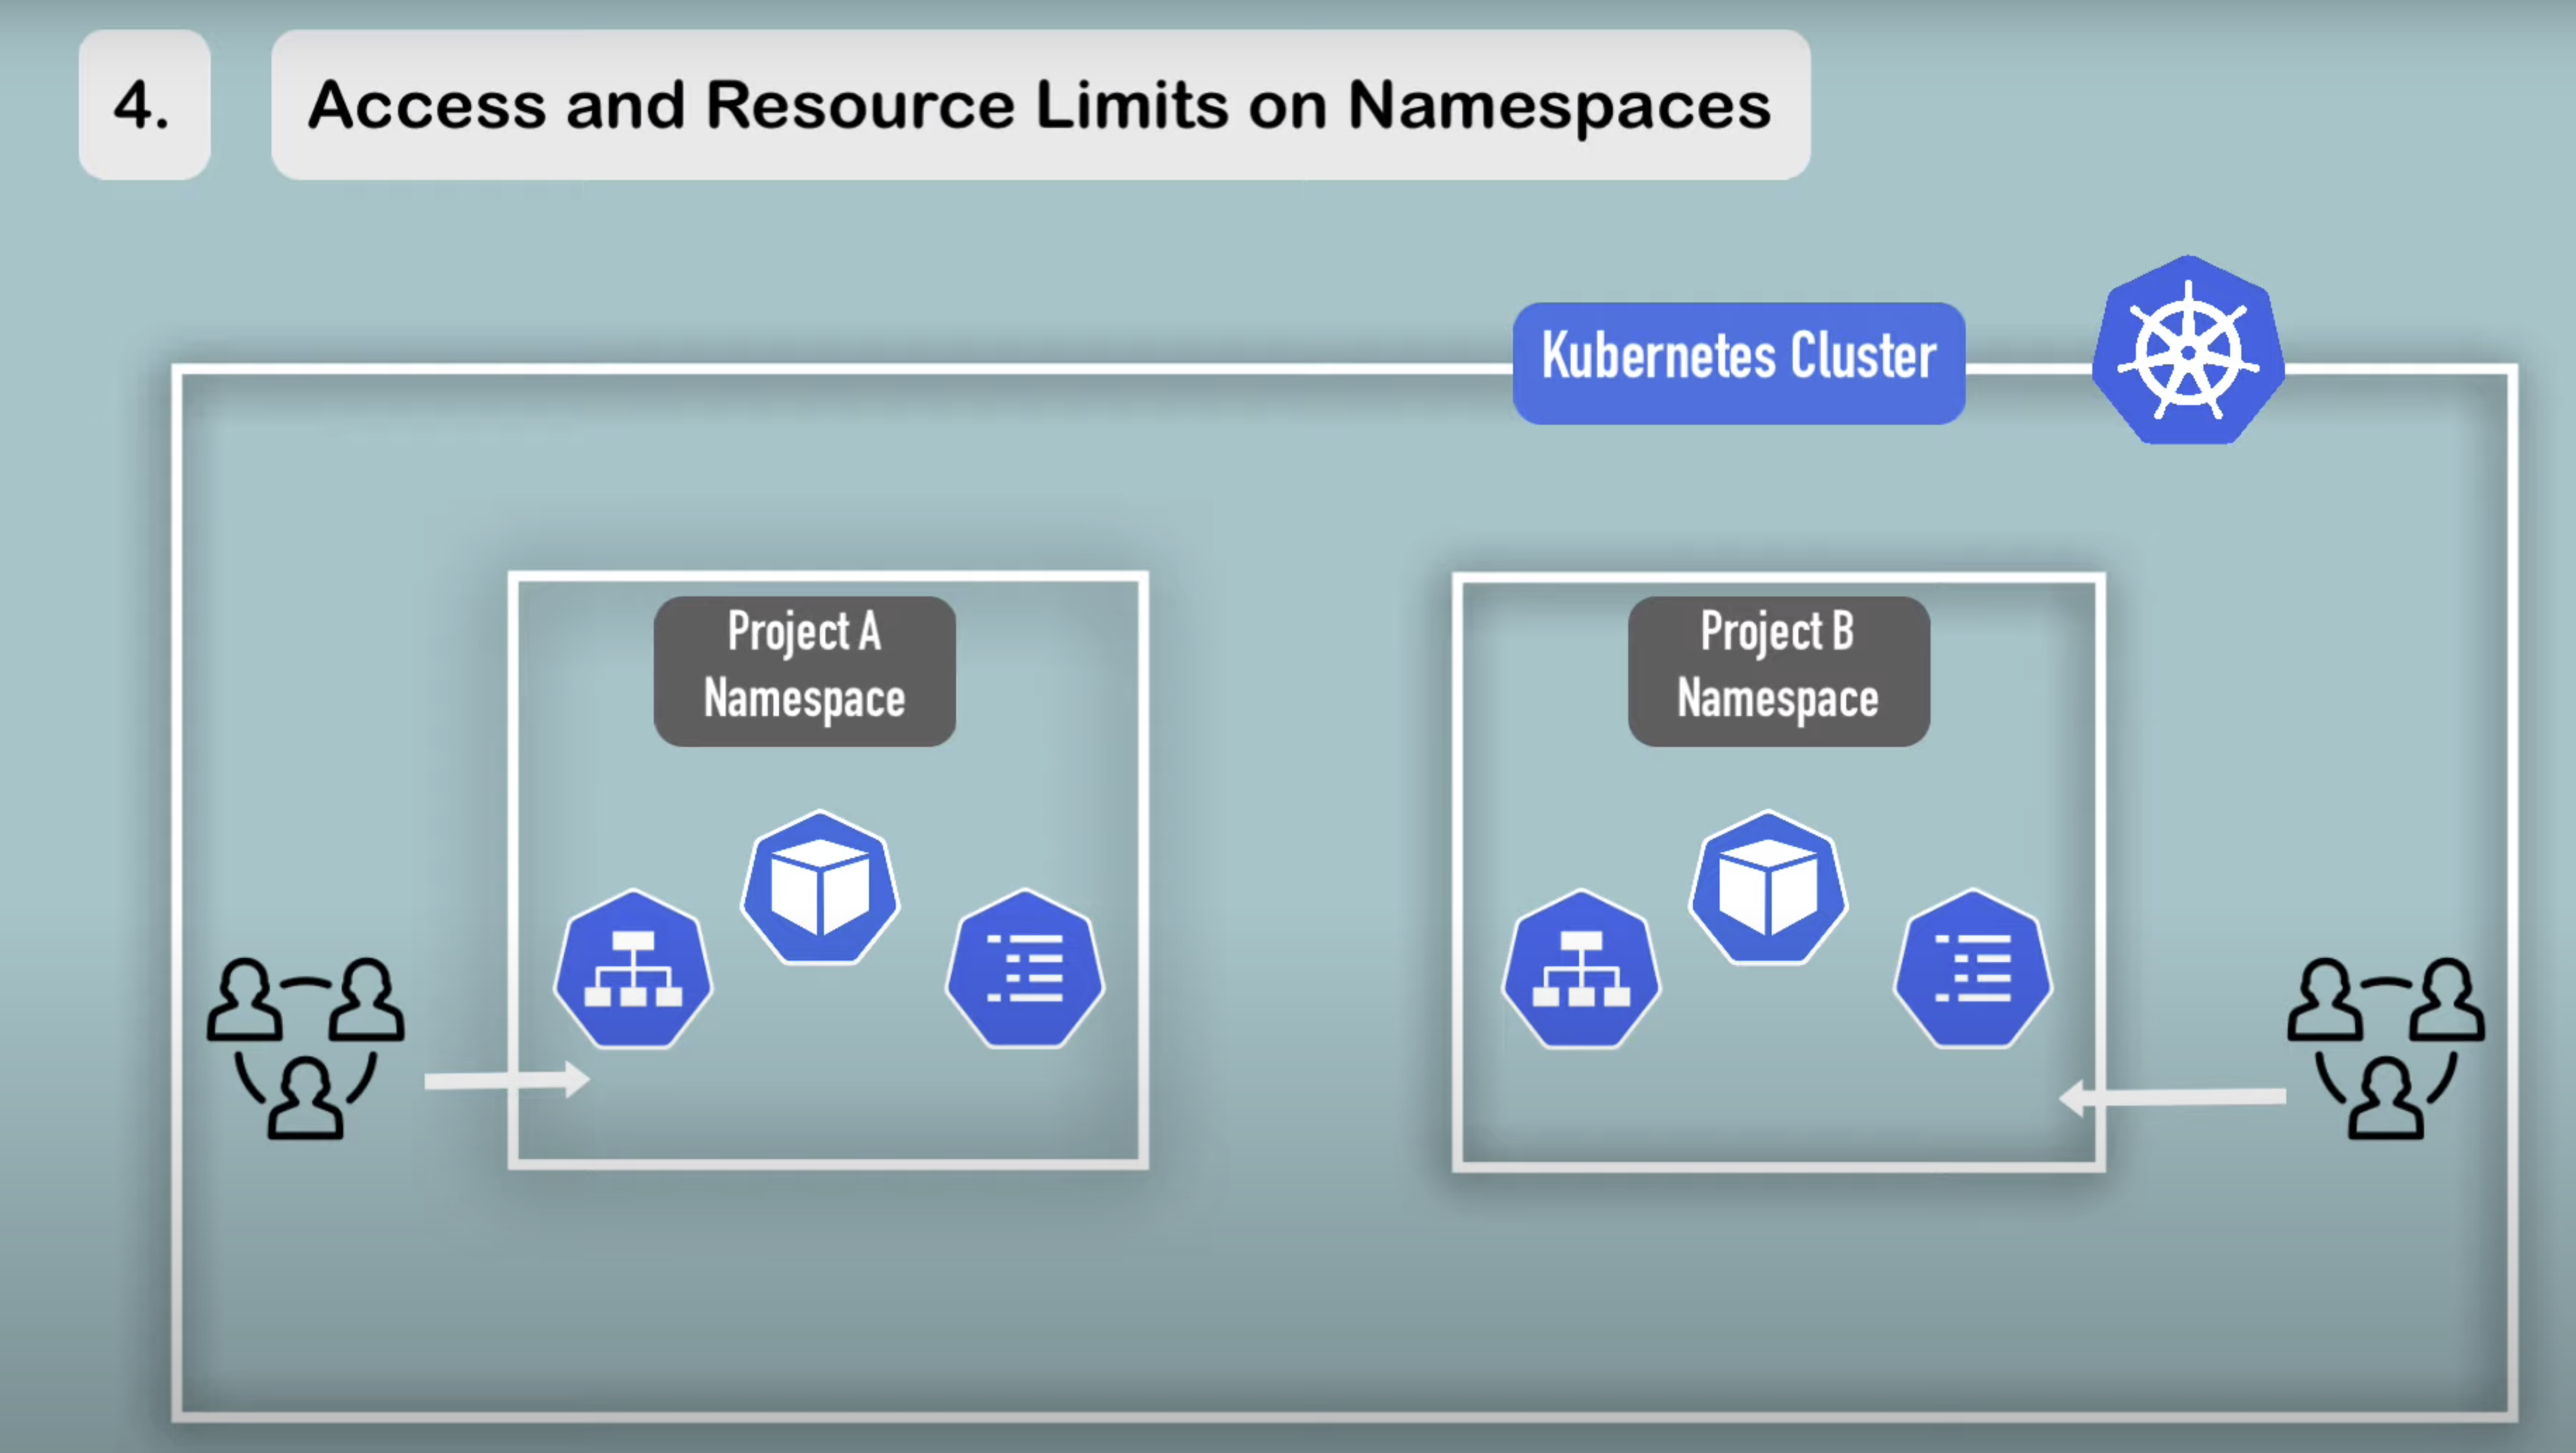 4.
Access and Resource Limits on Namespaces
Kubernetes Cluster
Project A
Namespace
Project B
Namespace